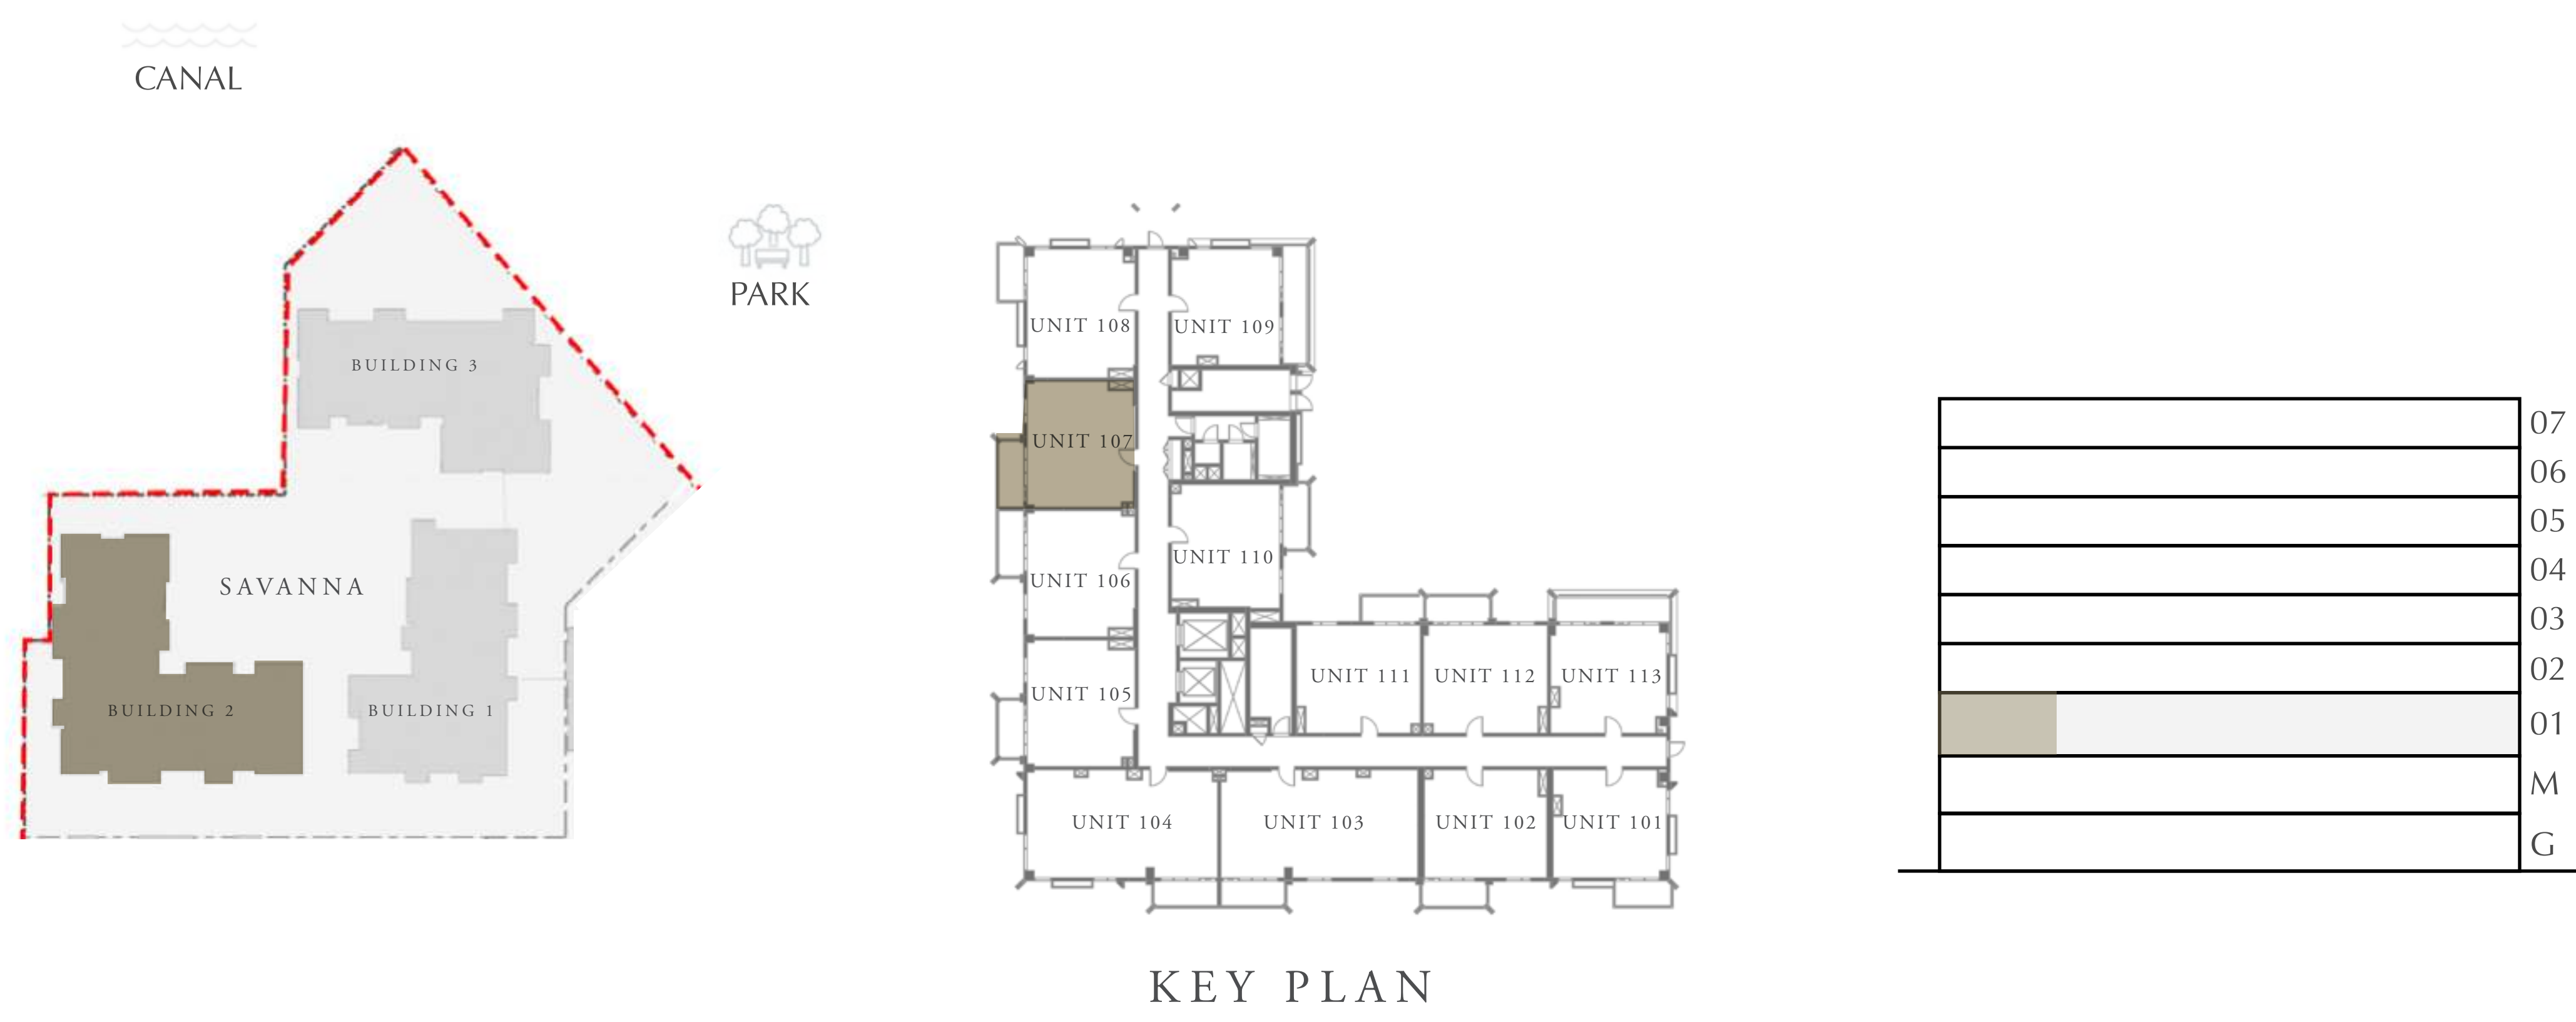 CANAL
PARK
BUILDING 3
SAVANNA
BUILDING 2
BUILDING 1
UNIT 108
UNIT 109
UNIT 107
UNIT 110
UNIT 106
UNIT 105
UNIT 111
UNIT 112
UNIT 113
UNIT 104
UNIT 103
UNIT 102
UNIT 101
KEY PLAN
07
06
05
04
03
02
01
M
G